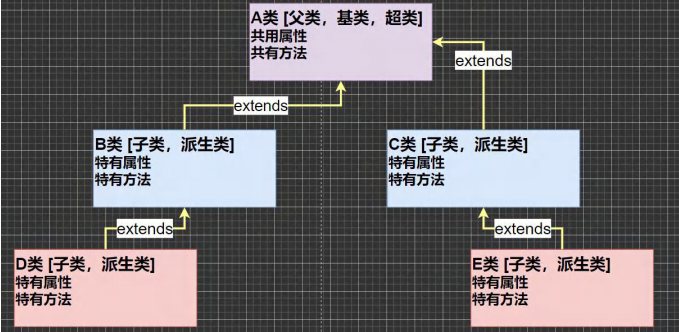 A类 [父类，基类，超类]
共用属性
共有方法
extends
extends
B类 [子类，派生类]
特有属性
特有方法
C类 [子类，派生类]
特有属性
特有方法
extends
extends
D类 [子类，派生类]
特有属性
特有方法
E类 [子类，派生类]
特有属性
特有方法